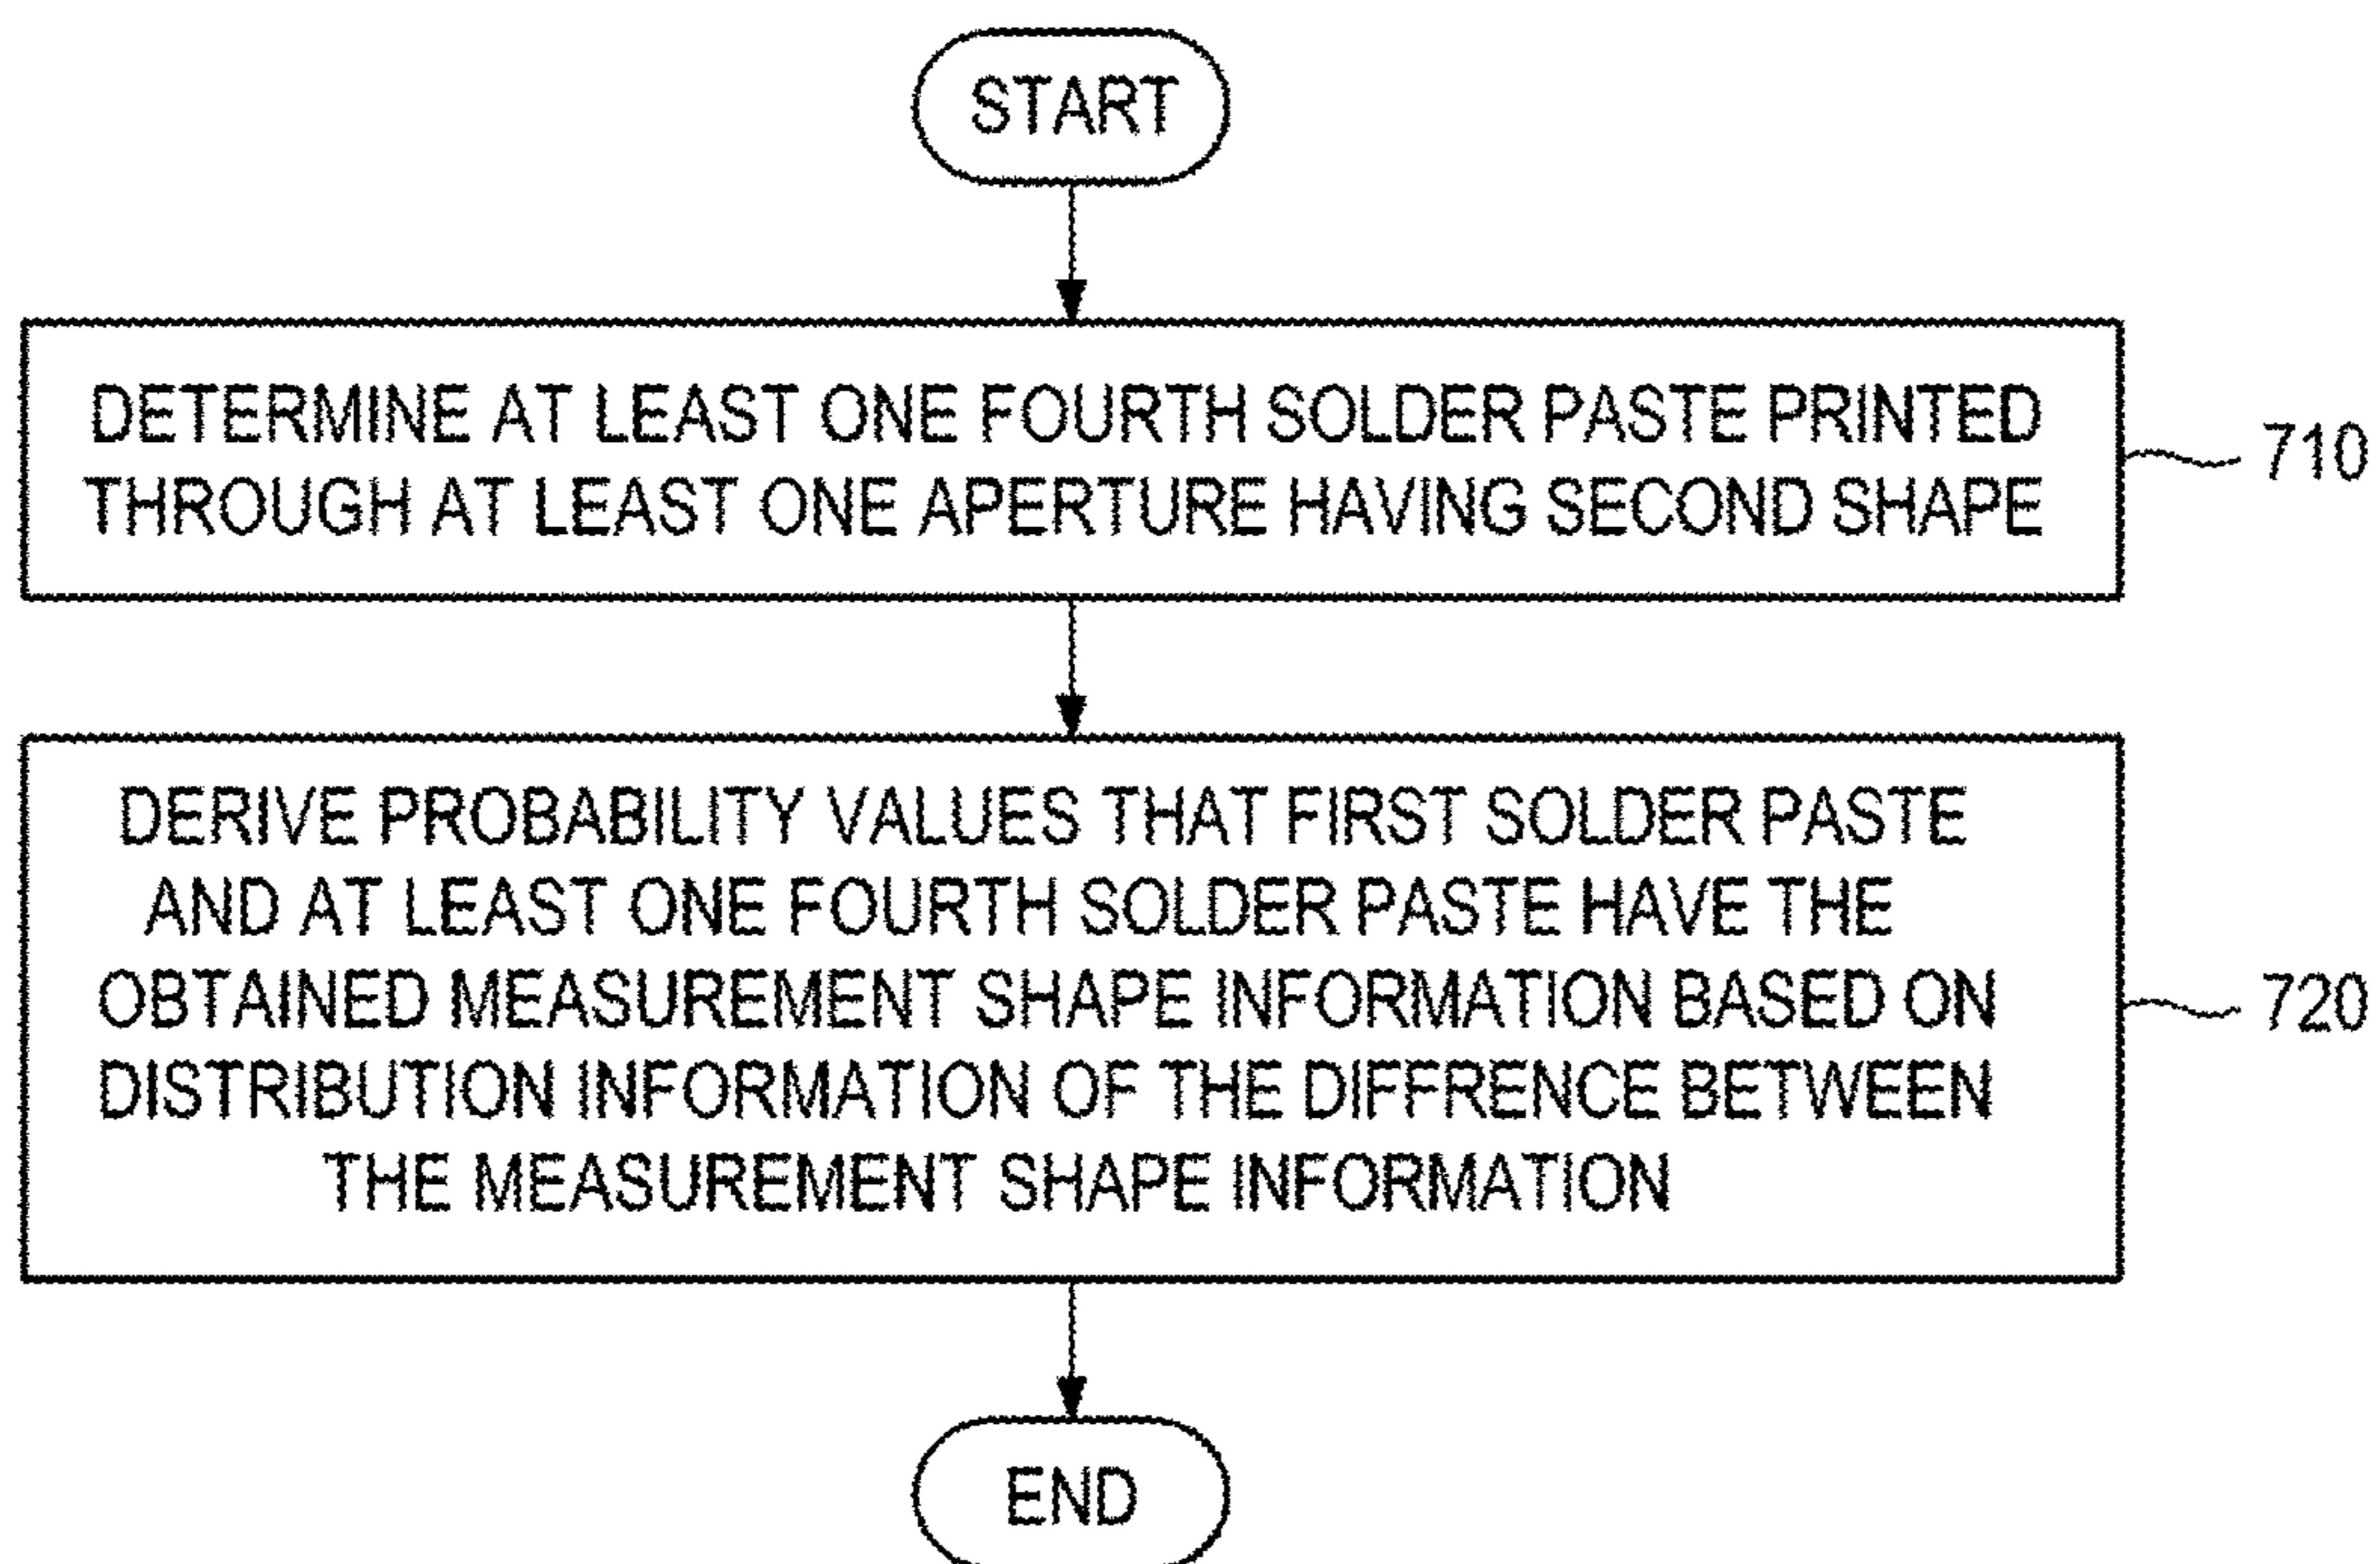 START
DETERMINE AT LEAST ONE FOURTH SOLDER PASTE PRINTED
THROUGH AT LEAST ONE APERTURE HAVING SECOND SHAPE
710
DERIVE PROBABILITY VALUES THAT FIRST SOLDER PASTE
AND AT LEAST ONE FOURTH SOLDER PASTE HAVE THE
OBTAINED MEASUREMENT SHAPE INFORMATION BASED ON
DISTRIBUTION INFORMATION OF THE DIFFRENCE BETWEEN
THE MEASUREMENT SHAPE INFORMATION
720
END